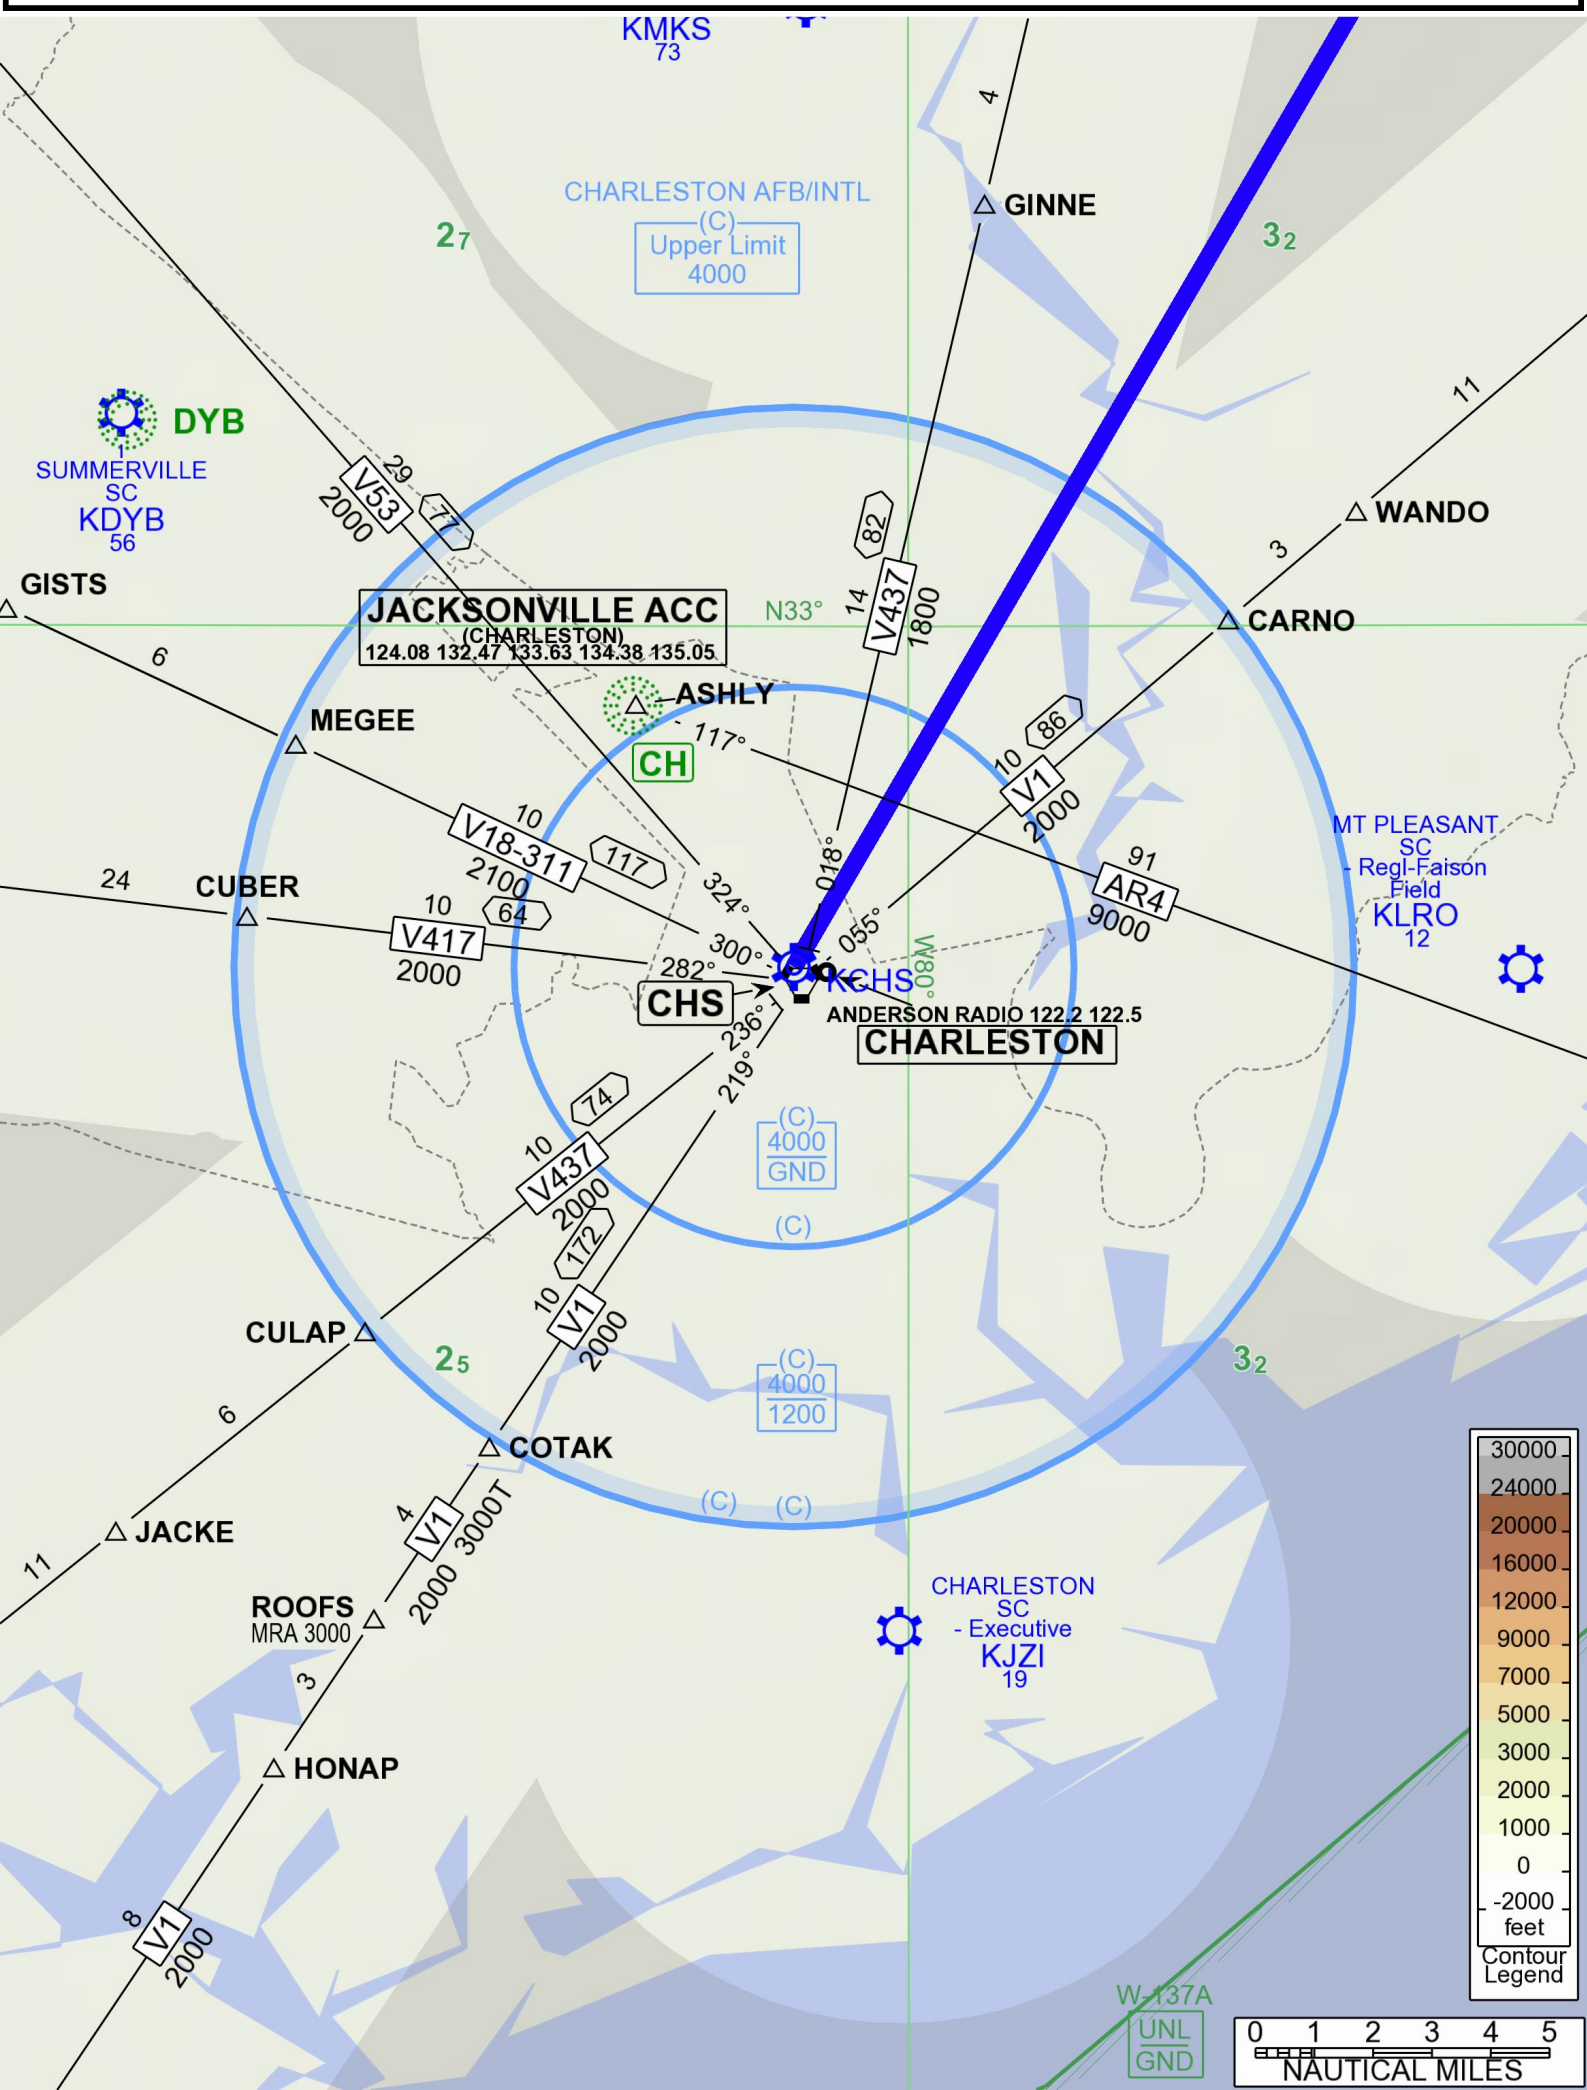 KMKS
73
4
CHARLESTON AFB/INTL
(C)
Upper Limit
4000
GINNE
27
32
11
DYB
1
SUMMERVILLE
SC
KDYB
56
29
V53
2000
77
82
14
V437
1800
WANDO
3
GISTS
JACKSONVILLE ACC
(CHARLESTON)
124.08 132.47 133.63 134.38 135.05
N33°
CARNO
6
MEGEE
ASHLY
117°
CH
86
10
V1
2000
10
V18-311
2100
117
MT PLEASANT
SC
- Regl-Faison
Field
KLRO
12
91
AR4
9000
24
CUBER
10
V417
2000
64
324°
018°
055°
300°
282°
W80°
KCHS
CHS
ANDERSON RADIO 122.2 122.5
CHARLESTON
236°
219°
74
10
V437
2000
(C)
4000
GND
(C)
172
10
V1
2000
CULAP
25
32
(C)
4000
1200
6
COTAK
(C)
(C)
JACKE
11
4
V1
2000 3000T
ROOFS
MRA 3000
CHARLESTON
SC
- Executive
KJZI
19
3
HONAP
8
V1
2000
30000
24000
20000
16000
12000
9000
7000
5000
3000
2000
1000
0
-2000
feet
Contour
Legend
W-137A
UNL
GND
0 1 2 3 4 5
NAUTICAL MILES